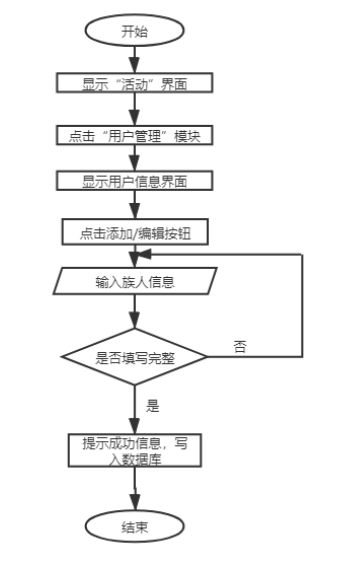 开始
显示“活动”界面
点击“用户管理”模块
显示用户信息界面
点击添加/编辑按钮
输入族人信息
是否填写完整
否
是
提示成功信息，写
入数据库
结束